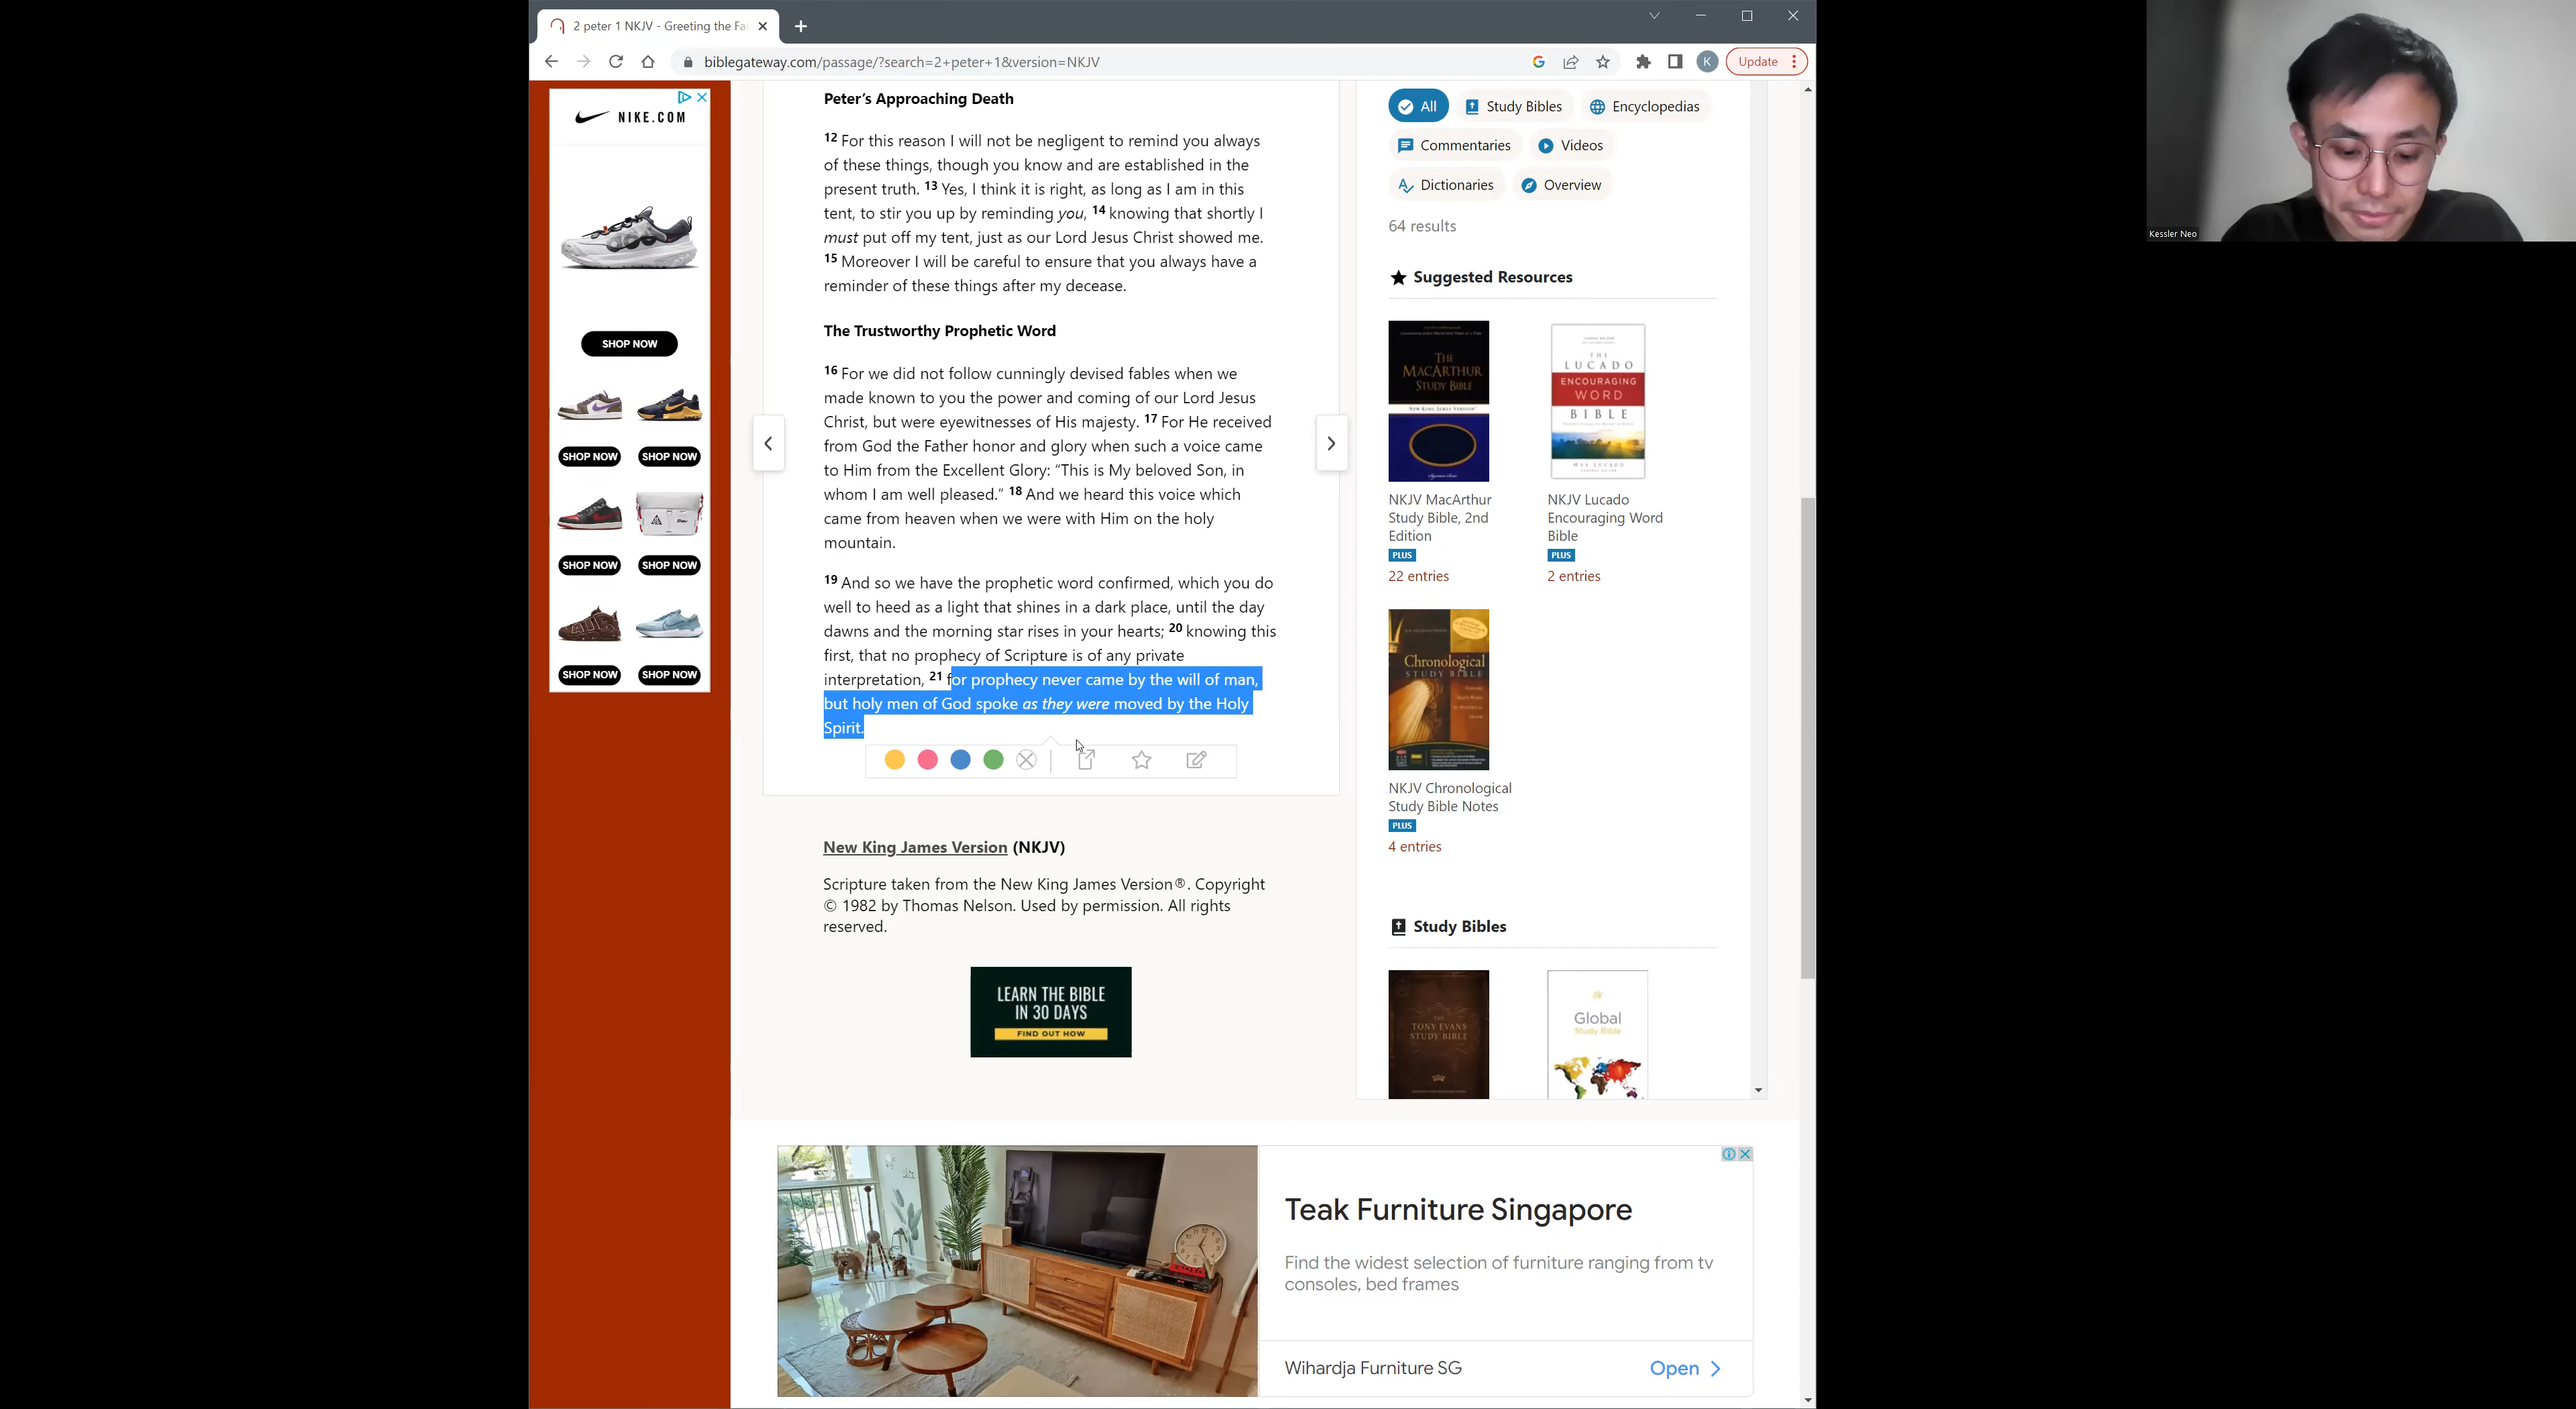 2 peter 1 NKJV - Greeting the Fai
biblegateway.com/passage/?search=2+peter+1&version=NKJV
K
Update
NIKE.COM
SHOP NOW
SHOP NOW
SHOP NOW
SHOP NOW
SHOP NOW
SHOP NOW
SHOP NOW
Peter’s Approaching Death
12 For this reason I will not be negligent to remind you always
of these things, though you know and are established in the
present truth. 13 Yes, I think it is right, as long as I am in this
tent, to stir you up by reminding you, 14 knowing that shortly I
must put off my tent, just as our Lord Jesus Christ showed me.
15 Moreover I will be careful to ensure that you always have a
reminder of these things after my decease.
The Trustworthy Prophetic Word
16 For we did not follow cunningly devised fables when we
made known to you the power and coming of our Lord Jesus
Christ, but were eyewitnesses of His majesty. 17 For He received
from God the Father honor and glory when such a voice came
to Him from the Excellent Glory: “This is My beloved Son, in
whom I am well pleased.” 18 And we heard this voice which
came from heaven when we were with Him on the holy
mountain.
19 And so we have the prophetic word confirmed, which you do
well to heed as a light that shines in a dark place, until the day
dawns and the morning star rises in your hearts; 20 knowing this
first, that no prophecy of Scripture is of any private
interpretation, 21 for prophecy never came by the will of man,
but holy men of God spoke as they were moved by the Holy
Spirit.
New King James Version (NKJV)
Scripture taken from the New King James Version®. Copyright
© 1982 by Thomas Nelson. Used by permission. All rights
reserved.
LEARN THE BIBLE
IN 30 DAYS
FIND OUT HOW
All
Study Bibles
Encyclopedias
Commentaries
Videos
Dictionaries
Overview
64 results
Suggested Resources
THE
MACARTHUR
STUDY BIBLE
NEW KING JAMES VERSION
NKJV MacArthur
Study Bible, 2nd
Edition
PLUS
22 entries
THE
LUCADO
ENCOURAGING
WORD
BIBLE
MAX LUCADO
NKJV Lucado
Encouraging Word
Bible
PLUS
2 entries
Chronological
STUDY BIBLE
NKJV Chronological
Study Bible Notes
PLUS
4 entries
Study Bibles
THE
TONY EVANS
STUDY BIBLE
Global
Study Bible
Teak Furniture Singapore
Find the widest selection of furniture ranging from tv
consoles, bed frames
Wihardja Furniture SG
Open
Kessler Neo